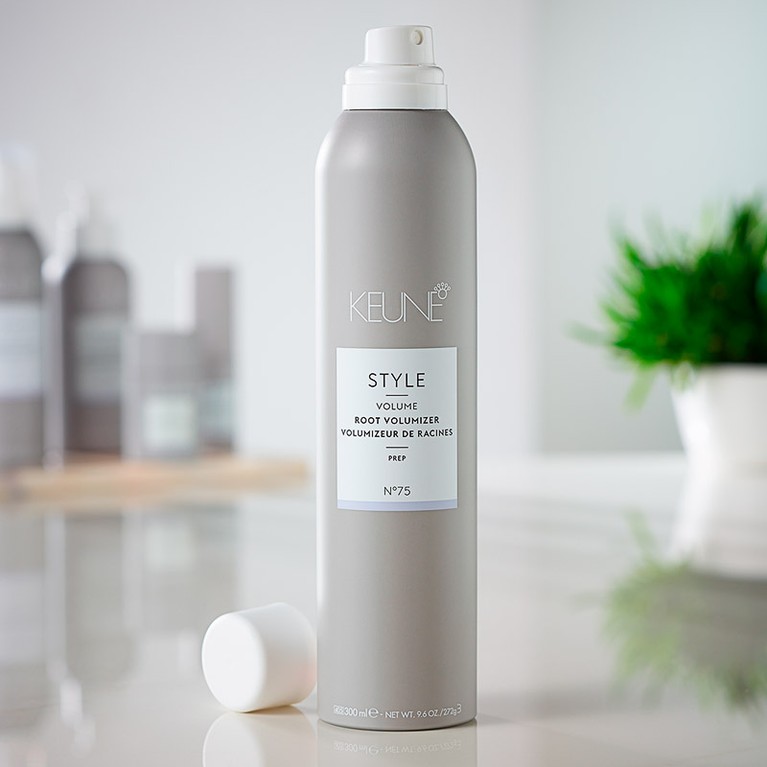 KEUNE
STYLE
VOLUME
ROOT VOLUMIZER
VOLUMIZEUR DE RACINES
PREP
N°75
300 ml ℮ - NET WT. 9.6 OZ./272g